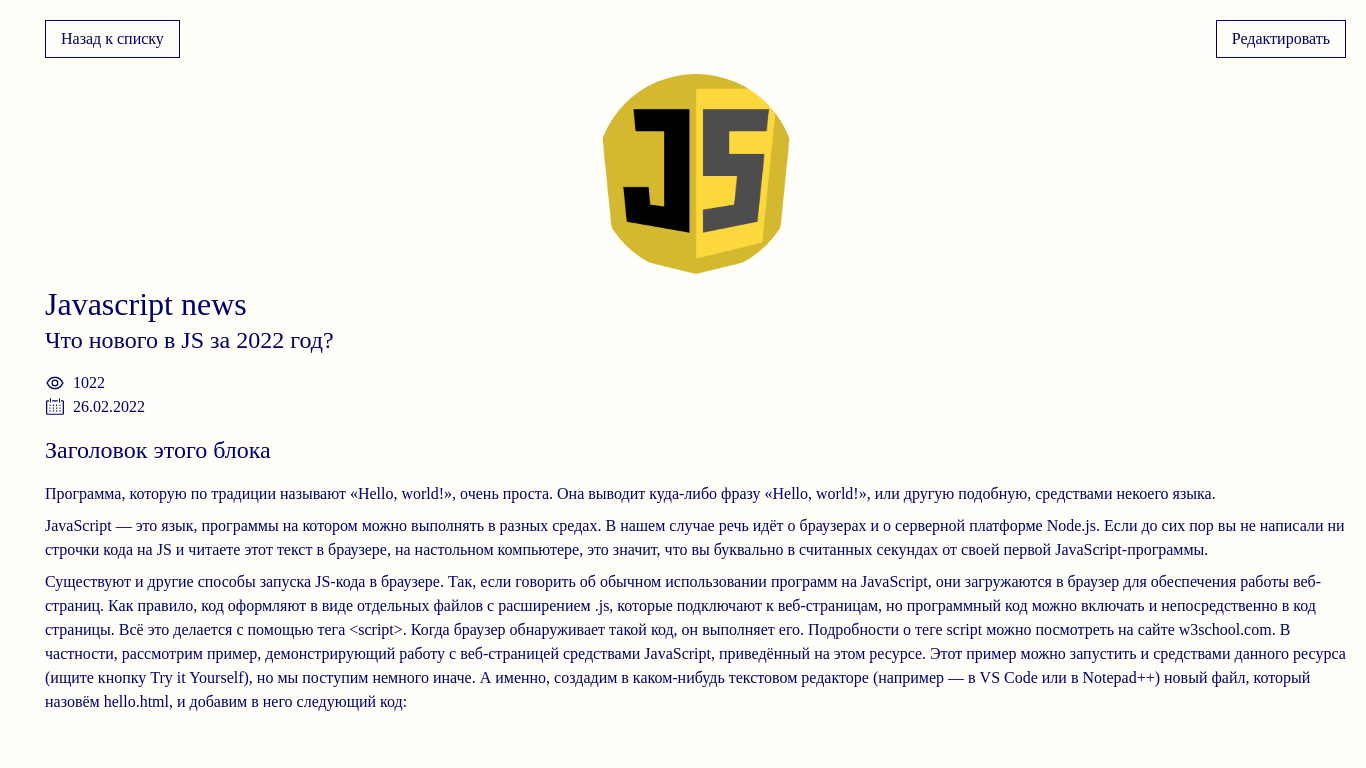 Назад к списку
Редактировать
JS
Javascript news
Что нового в JS за 2022 год?
1022
26.02.2022
Заголовок этого блока
Программа, которую по традиции называют «Hello, world!», очень проста. Она выводит куда-либо фразу «Hello, world!», или другую подобную, средствами некоего языка.
JavaScript — это язык, программы на котором можно выполнять в разных средах. В нашем случае речь идёт о браузерах и о серверной платформе Node.js. Если до сих пор вы не написали ни
строчки кода на JS и читаете этот текст в браузере, на настольном компьютере, это значит, что вы буквально в считанных секундах от своей первой JavaScript-программы.
Существуют и другие способы запуска JS-кода в браузере. Так, если говорить об обычном использовании программ на JavaScript, они загружаются в браузер для обеспечения работы веб-
страниц. Как правило, код оформляют в виде отдельных файлов с расширением .js, которые подключают к веб-страницам, но программный код можно включать и непосредственно в код
страницы. Всё это делается с помощью тега <script>. Когда браузер обнаруживает такой код, он выполняет его. Подробности о теге script можно посмотреть на сайте w3school.com. В
частности, рассмотрим пример, демонстрирующий работу с веб-страницей средствами JavaScript, приведённый на этом ресурсе. Этот пример можно запустить и средствами данного ресурса
(ищите кнопку Try it Yourself), но мы поступим немного иначе. А именно, создадим в каком-нибудь текстовом редакторе (например — в VS Code или в Notepad++) новый файл, который
назовём hello.html, и добавим в него следующий код: